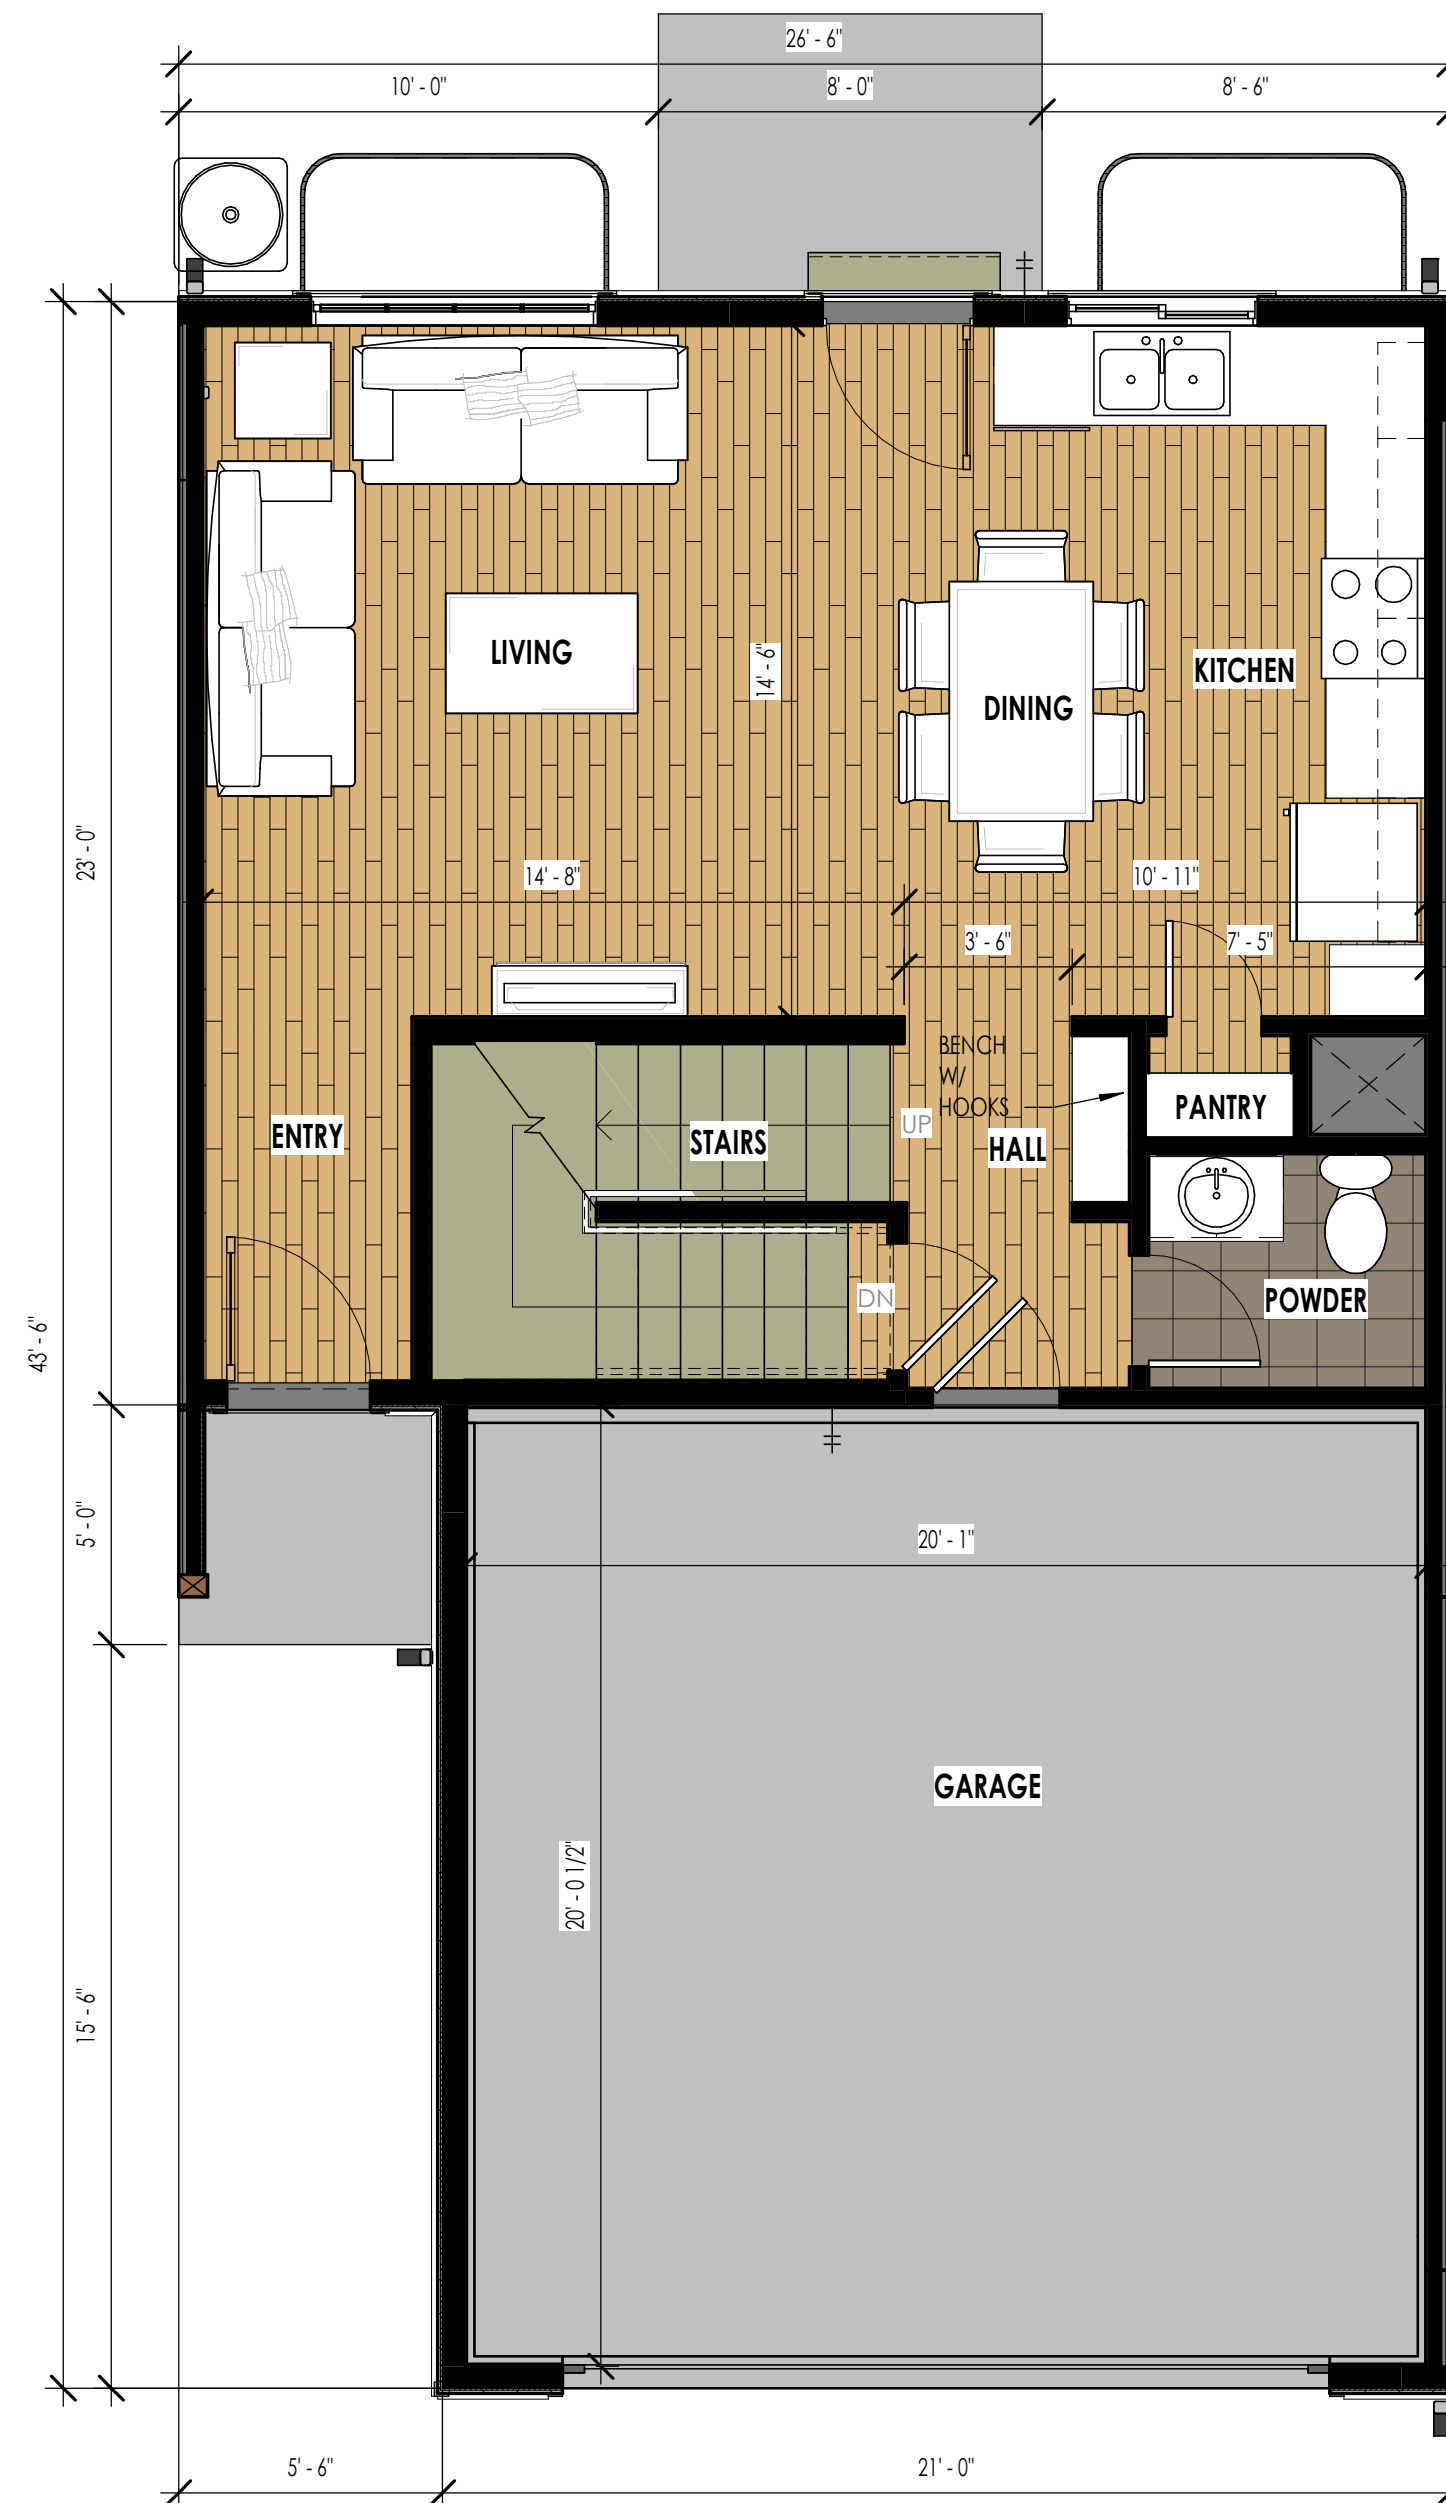 26' - 6"
10' - 0"
8' - 0"
8' - 6"
LIVING
14' - 6"
KITCHEN
DINING
23' - 0"
14' - 8"
10' - 11"
3' - 6"
7' - 5"
BENCH
W/
HOOKS
UP
PANTRY
ENTRY
STAIRS
HALL
DN
POWDER
43' - 6"
5' - 0"
20' - 1"
GARAGE
20' - 0 1/2"
15' - 6"
5' - 6"
21' - 0"